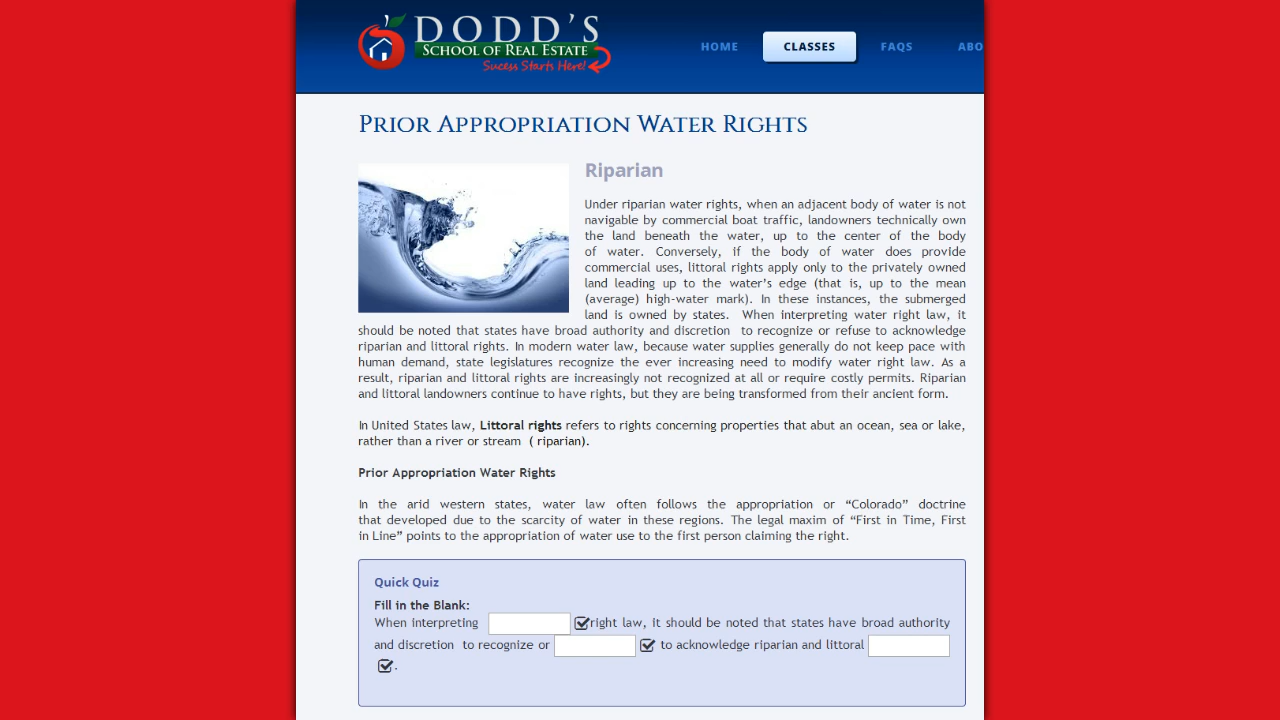 DODD'S
SCHOOL OF REAL ESTATE
Sucess Starts Here!
HOME
CLASSES
FAQS
ABO
PRIOR APPROPRIATION WATER RIGHTS
Riparian
Under riparian water rights, when an adjacent body of water is not
navigable by commercial boat traffic, landowners technically own
the land beneath the water, up to the center of the body
of water. Conversely, if the body of water does provide
commercial uses, littoral rights apply only to the privately owned
land leading up to the water’s edge (that is, up to the mean
(average) high-water mark). In these instances, the submerged
land is owned by states. When interpreting water right law, it
should be noted that states have broad authority and discretion to recognize or refuse to acknowledge
riparian and littoral rights. In modern water law, because water supplies generally do not keep pace with
human demand, state legislatures recognize the ever increasing need to modify water right law. As a
result, riparian and littoral rights are increasingly not recognized at all or require costly permits. Riparian
and littoral landowners continue to have rights, but they are being transformed from their ancient form.
In United States law, Littoral rights refers to rights concerning properties that abut an ocean, sea or lake,
rather than a river or stream ( riparian).
Prior Appropriation Water Rights
In the arid western states, water law often follows the appropriation or “Colorado” doctrine
that developed due to the scarcity of water in these regions. The legal maxim of “First in Time, First
in Line” points to the appropriation of water use to the first person claiming the right.
Quick Quiz
Fill in the Blank:
When interpreting right law, it should be noted that states have broad authority
and discretion to recognize or to acknowledge riparian and littoral
.